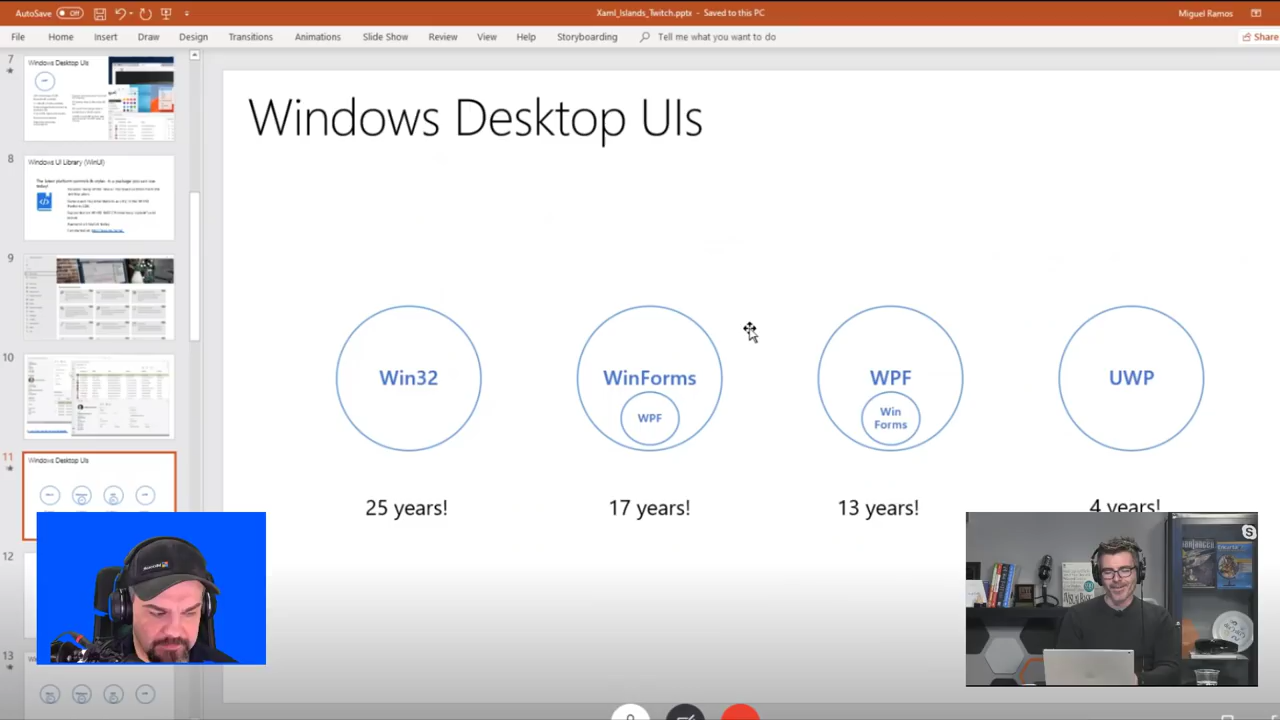 AutoSave Off
Xaml_Islands_Twitch.pptx - Saved to this PC
Miguel Ramos
File Home Insert Draw Design Transitions Animations Slide Show Review View Help Storyboarding Tell me what you want to do
Share
7
Windows Desktop UIs
8
Windows UI Library (WinUI)
9
10
11
Windows Desktop UIs
12
13
Windows Desktop UIs
Win32
WinForms
WPF
WPF
Win
Forms
UWP
25 years!
17 years!
13 years!
4 years!
S